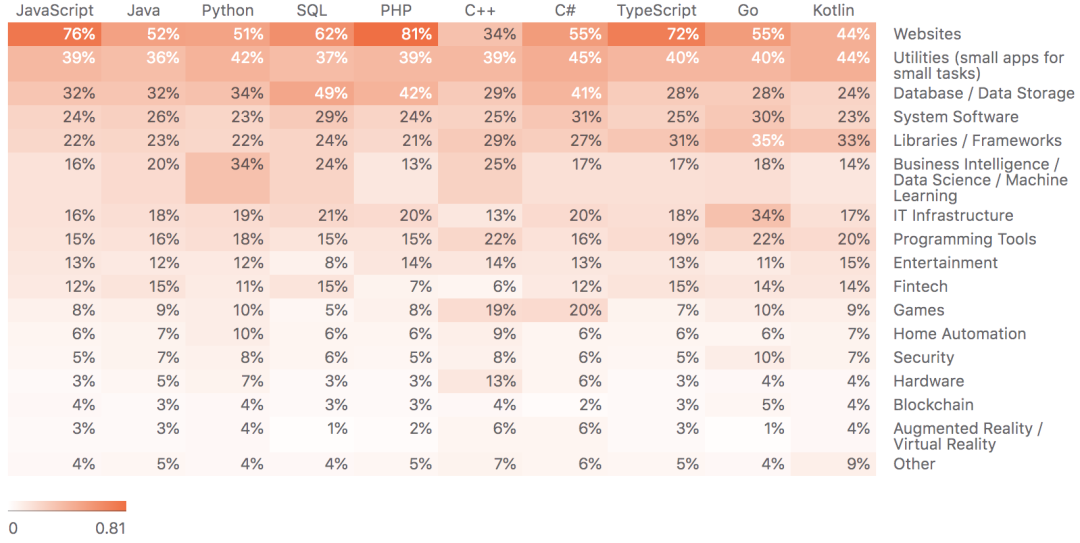 JavaScript Java Python SQL PHP C++ C# TypeScript Go Kotlin
76% 52% 51% 62% 81% 34% 55% 72% 55% 44% Websites
39% 36% 42% 37% 39% 39% 45% 40% 40% 44% Utilities (small apps for
small tasks)
32% 32% 34% 49% 42% 29% 41% 28% 28% 24% Database / Data Storage
24% 26% 23% 29% 24% 25% 31% 25% 30% 23% System Software
22% 23% 22% 24% 21% 29% 27% 31% 35% 33% Libraries / Frameworks
16% 20% 34% 24% 13% 25% 17% 17% 18% 14% Business Intelligence /
Data Science / Machine
Learning
16% 18% 19% 21% 20% 13% 20% 18% 34% 17% IT Infrastructure
15% 16% 18% 15% 15% 22% 16% 19% 22% 20% Programming Tools
13% 12% 12% 8% 14% 14% 13% 13% 11% 15% Entertainment
12% 15% 11% 15% 7% 6% 12% 15% 14% 14% Fintech
8% 9% 10% 5% 8% 19% 20% 7% 10% 9% Games
6% 7% 10% 6% 6% 9% 6% 6% 6% 7% Home Automation
5% 7% 8% 6% 5% 8% 6% 5% 10% 7% Security
3% 5% 7% 3% 3% 13% 6% 3% 4% 4% Hardware
4% 3% 4% 3% 3% 4% 2% 3% 5% 4% Blockchain
3% 3% 4% 1% 2% 6% 6% 3% 1% 4% Augmented Reality /
Virtual Reality
4% 5% 4% 4% 5% 7% 6% 5% 4% 9% Other
0 0.81